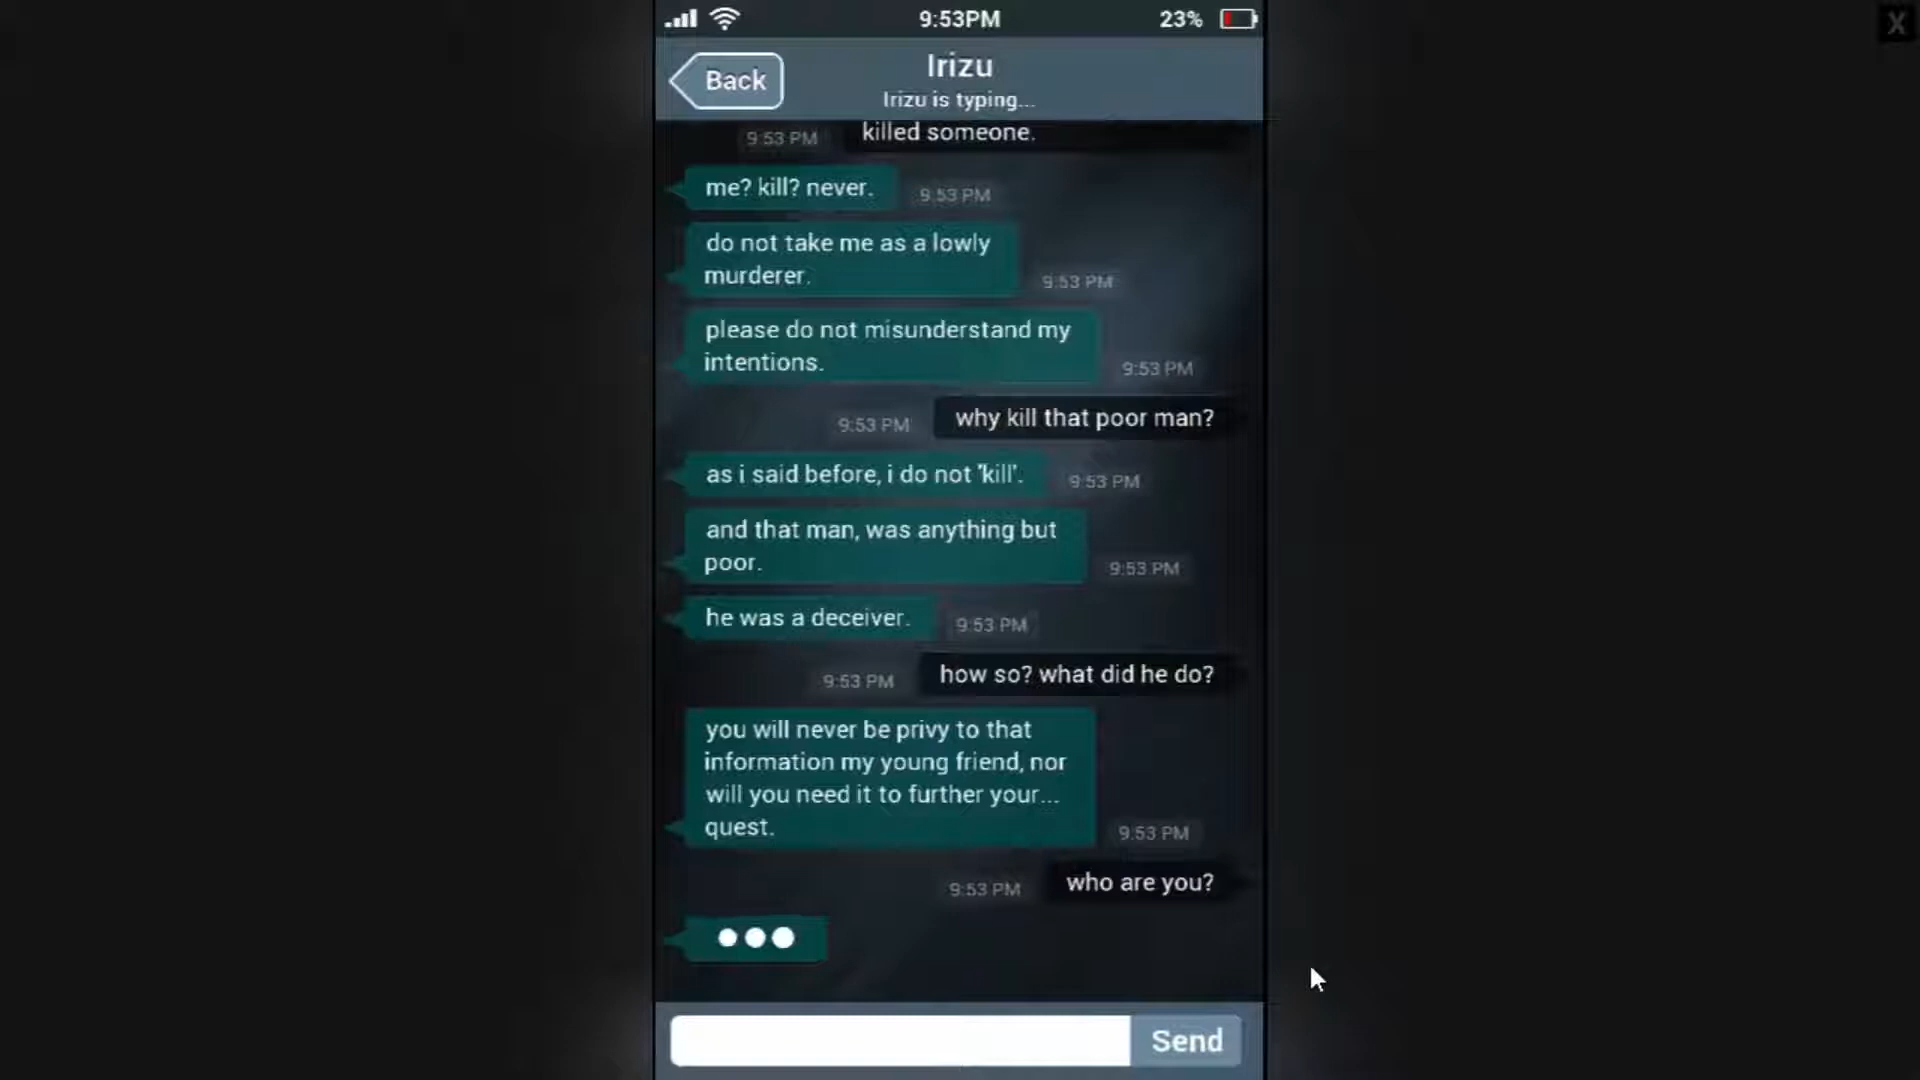 9:53PM
23%
X
Back
Irizu
Irizu is typing...
9:53 PM
killed someone.
me? kill? never.
9:53 PM
do not take me as a lowly
murderer.
9:53 PM
please do not misunderstand my
intentions.
9:53 PM
9:53 PM
why kill that poor man?
as i said before, i do not 'kill'.
9:53 PM
and that man, was anything but
poor.
9:53 PM
he was a deceiver.
9:53 PM
9:53 PM
how so? what did he do?
you will never be privy to that
information my young friend, nor
will you need it to further your...
quest.
9:53 PM
9:53 PM
who are you?
Send